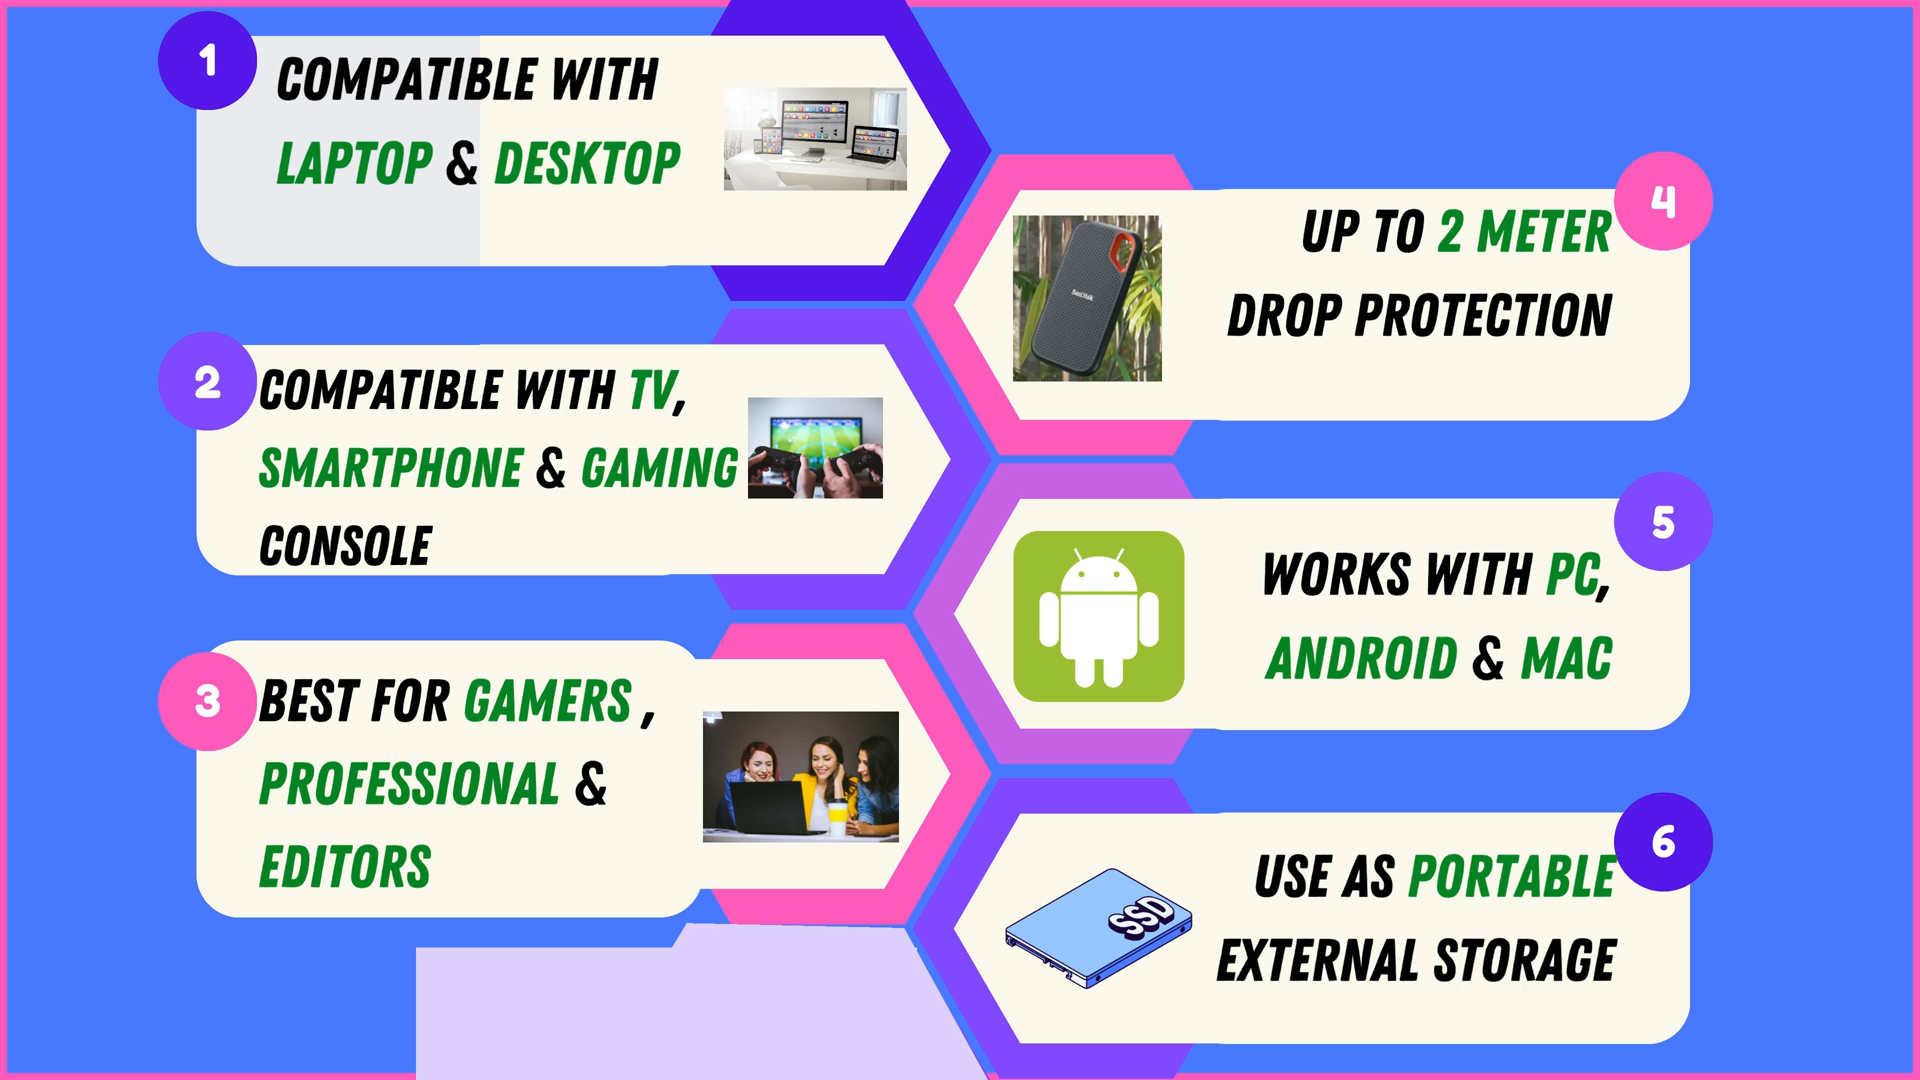 1
COMPATIBLE WITH
LAPTOP & DESKTOP
2
COMPATIBLE WITH TV,
SMARTPHONE & GAMING
CONSOLE
3
BEST FOR GAMERS ,
PROFESSIONAL &
EDITORS
4
UP TO 2 METER
DROP PROTECTION
SanDisk
5
WORKS WITH PC,
ANDROID & MAC
6
USE AS PORTABLE
EXTERNAL STORAGE
SSD